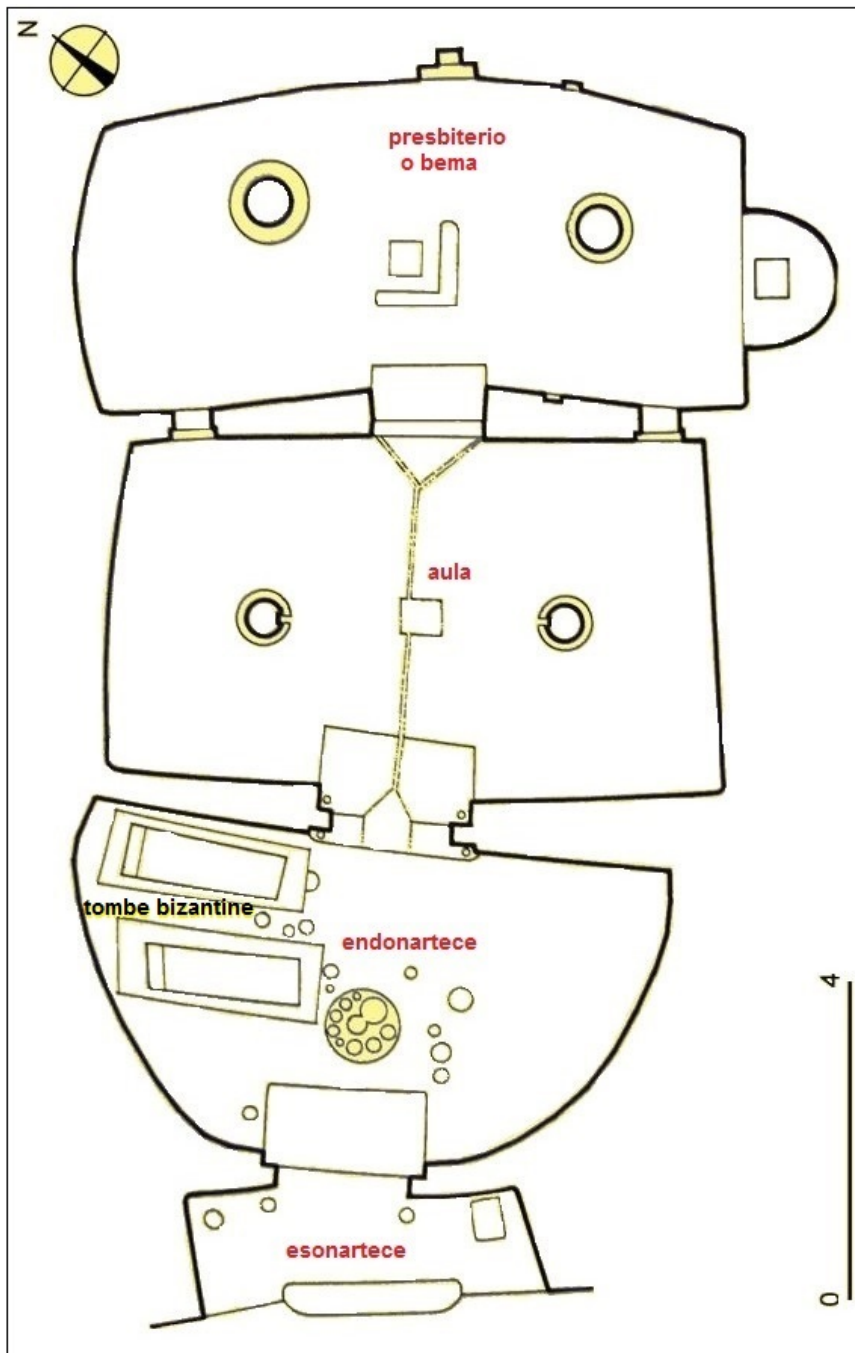 N
presbiterio
o bema
aula
tombe bizantine
endonartece
4
esonartece
0